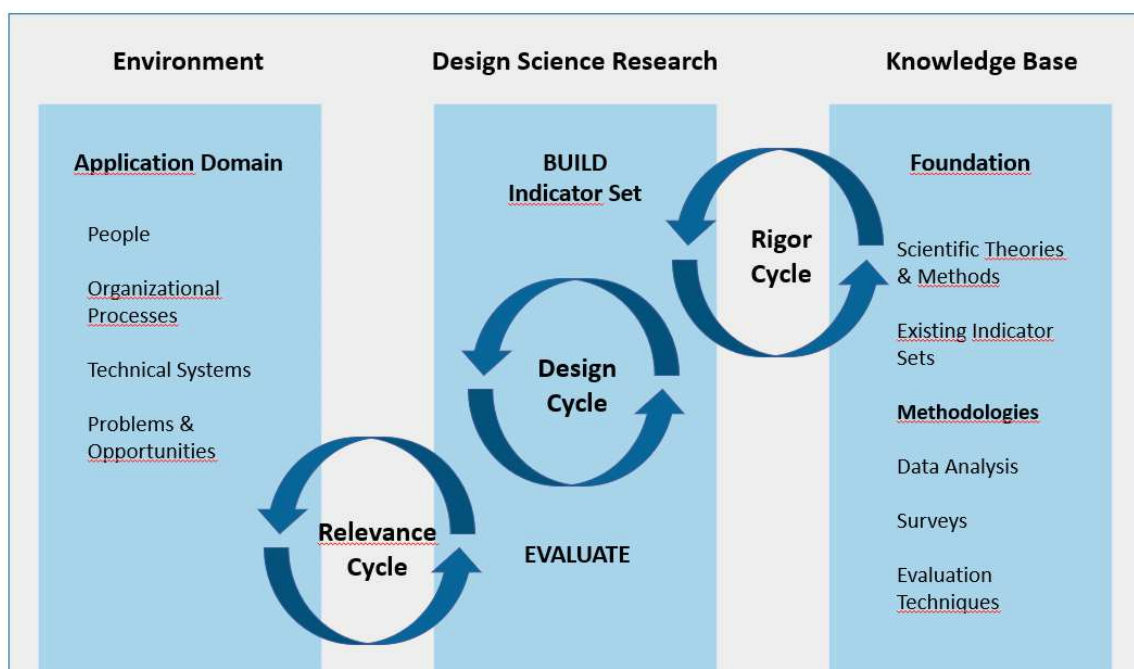 Environment
Design Science Research
Knowledge Base
Application Domain
People
Organizational
Processes
Technical Systems
Problems &
Opportunities
Relevance
Cycle
BUILD
Indicator Set
Design
Cycle
EVALUATE
Rigor
Cycle
Foundation
Scientific Theories
& Methods
Existing Indicator
Sets
Methodologies
Data Analysis
Surveys
Evaluation
Techniques